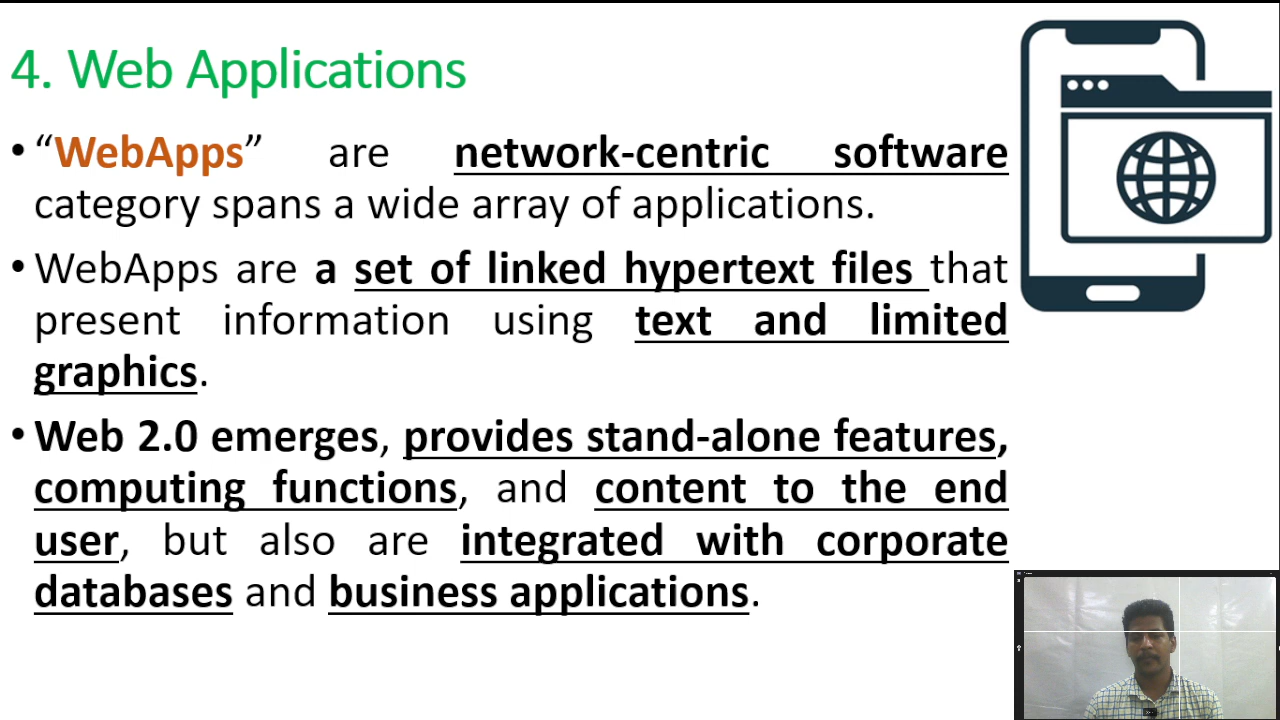 4. Web Applications
• “WebApps” are network-centric software
category spans a wide array of applications.
• WebApps are a set of linked hypertext files that
present information using text and limited
graphics.
• Web 2.0 emerges, provides stand-alone features,
computing functions, and content to the end
user, but also are integrated with corporate
databases and business applications.